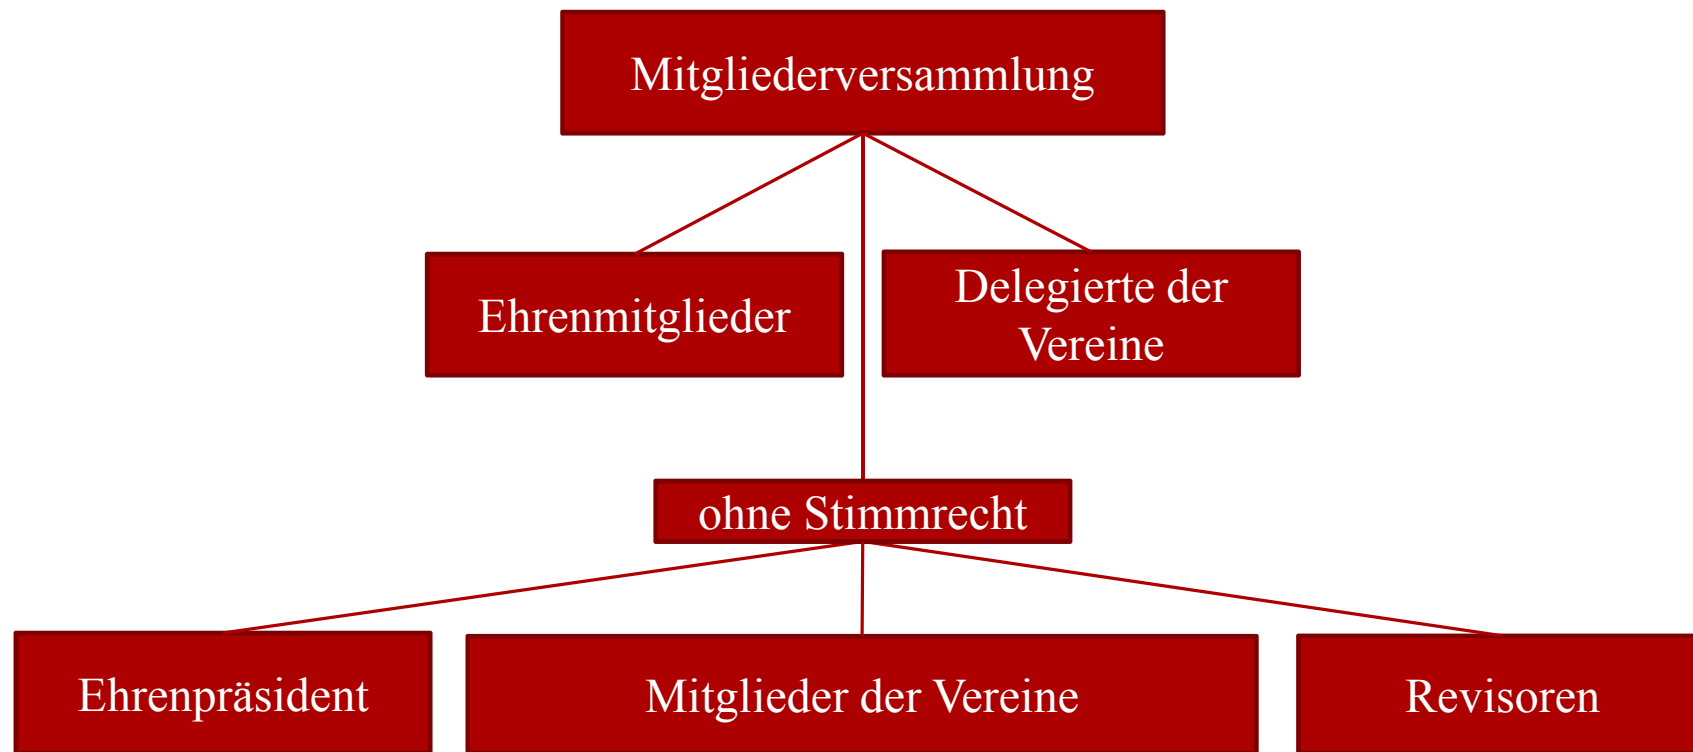 Mitgliederversammlung
Ehrenmitglieder
Delegierte der
Vereine
ohne Stimmrecht
Ehrenpräsident
Mitglieder der Vereine
Revisoren